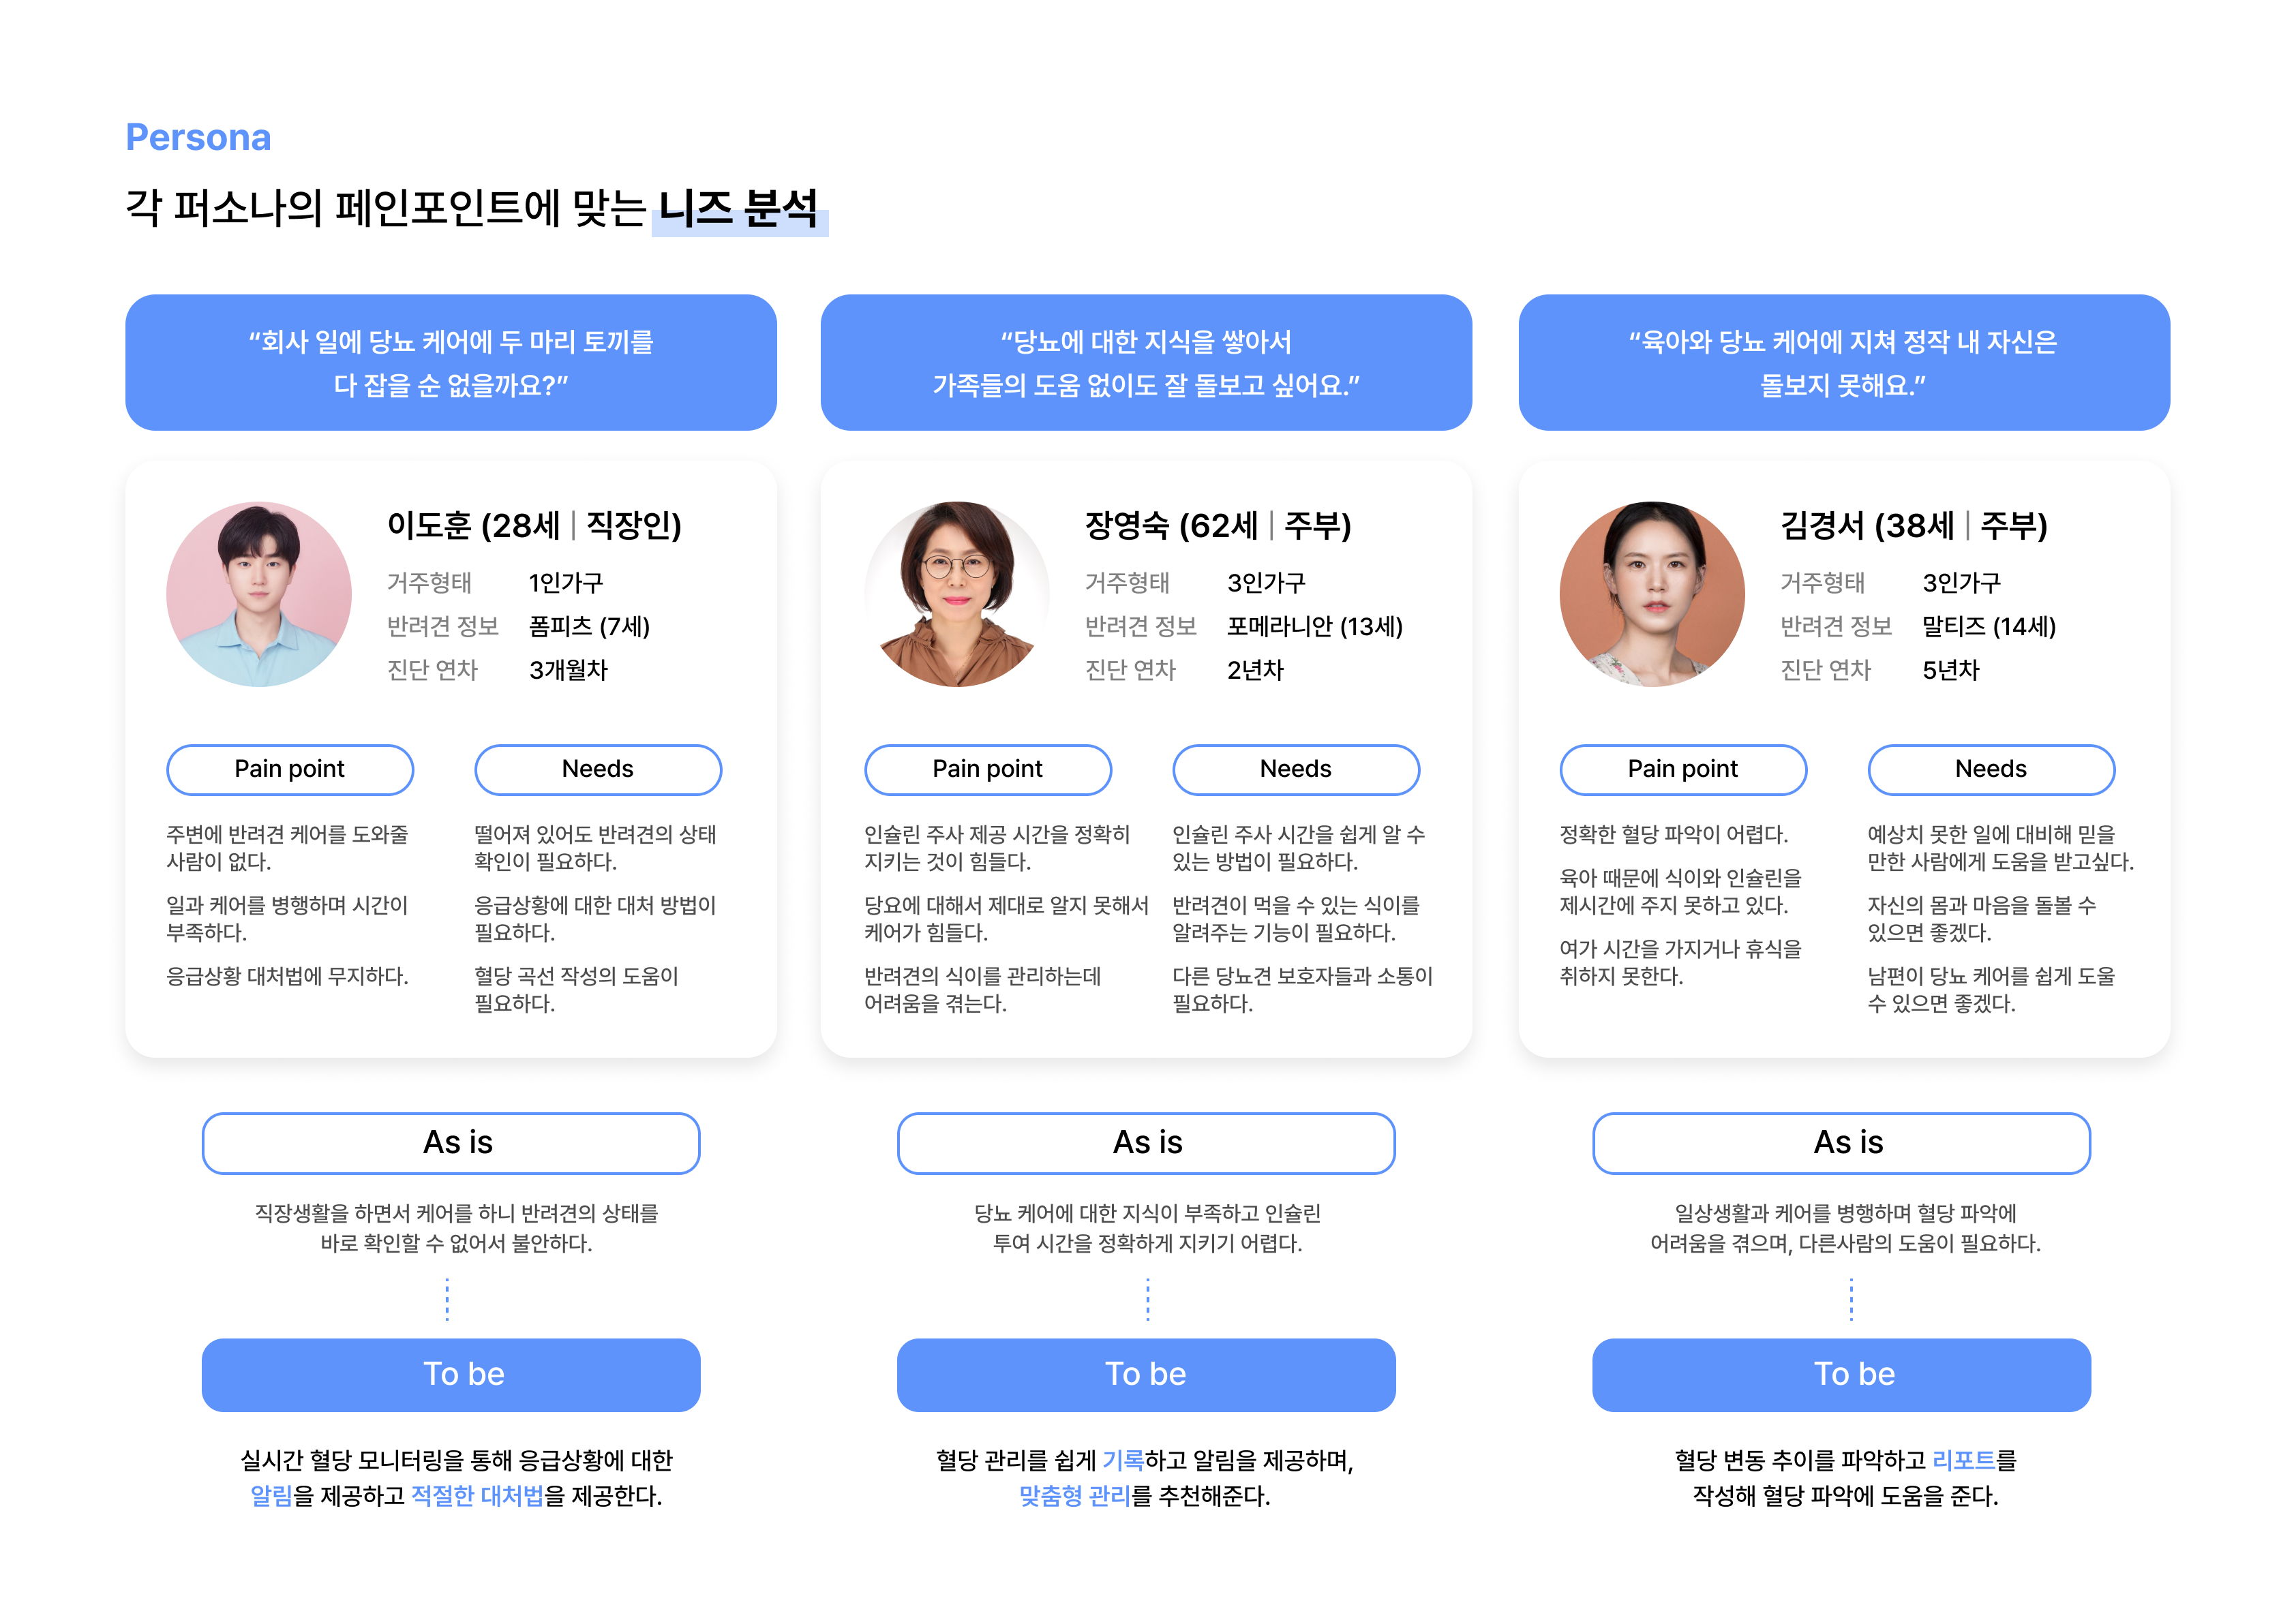 Persona
각 퍼소나의 페인포인트에 맞는 니즈 분석
“회사 일에 당뇨 케어에 두 마리 토끼를
다 잡을 순 없을까요?”
이도훈 (28세 | 직장인)
거주형태 1인가구
반려견 정보 폼피츠 (7세)
진단 연차 3개월차
Pain point
주변에 반려견 케어를 도와줄
사람이 없다.
일과 케어를 병행하며 시간이
부족하다.
응급상황 대처법에 무지하다.
Needs
떨어져 있어도 반려견의 상태
확인이 필요하다.
응급상황에 대한 대처 방법이
필요하다.
혈당 곡선 작성의 도움이
필요하다.
As is
직장생활을 하면서 케어를 하니 반려견의 상태를
바로 확인할 수 없어서 불안하다.
To be
실시간 혈당 모니터링을 통해 응급상황에 대한
알림을 제공하고 적절한 대처법을 제공한다.
“당뇨에 대한 지식을 쌓아서
가족들의 도움 없이도 잘 돌보고 싶어요.”
장영숙 (62세 | 주부)
거주형태 3인가구
반려견 정보 포메라니안 (13세)
진단 연차 2년차
Pain point
인슐린 주사 제공 시간을 정확히
지키는 것이 힘들다.
당요에 대해서 제대로 알지 못해서
케어가 힘들다.
반려견의 식이를 관리하는데
어려움을 겪는다.
Needs
인슐린 주사 시간을 쉽게 알 수
있는 방법이 필요하다.
반려견이 먹을 수 있는 식이를
알려주는 기능이 필요하다.
다른 당뇨견 보호자들과 소통이
필요하다.
As is
당뇨 케어에 대한 지식이 부족하고 인슐린
투여 시간을 정확하게 지키기 어렵다.
To be
혈당 관리를 쉽게 기록하고 알림을 제공하며,
맞춤형 관리를 추천해준다.
“육아와 당뇨 케어에 지쳐 정작 내 자신은
돌보지 못해요.”
김경서 (38세 | 주부)
거주형태 3인가구
반려견 정보 말티즈 (14세)
진단 연차 5년차
Pain point
정확한 혈당 파악이 어렵다.
육아 때문에 식이와 인슐린을
제시간에 주지 못하고 있다.
여가 시간을 가지거나 휴식을
취하지 못한다.
Needs
예상치 못한 일에 대비해 믿을
만한 사람에게 도움을 받고싶다.
자신의 몸과 마음을 돌볼 수
있으면 좋겠다.
남편이 당뇨 케어를 쉽게 도울
수 있으면 좋겠다.
As is
일상생활과 케어를 병행하며 혈당 파악에
어려움을 겪으며, 다른사람의 도움이 필요하다.
To be
혈당 변동 추이를 파악하고 리포트를
작성해 혈당 파악에 도움을 준다.